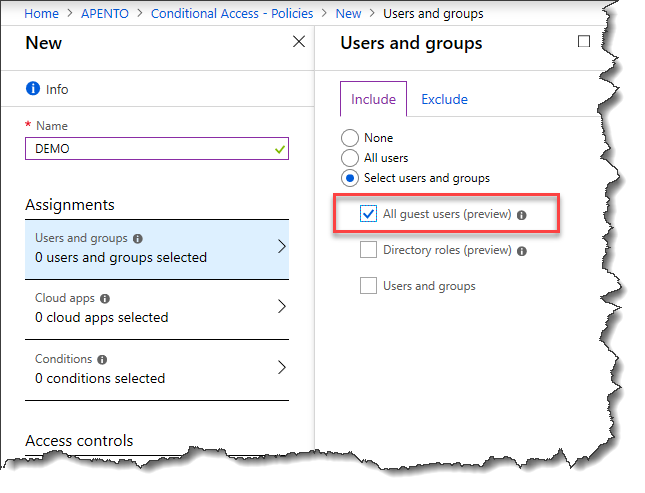 Home > APENTO > Conditional Access - Policies > New > Users and groups
New
Info
* Name
DEMO
Assignments
Users and groups
0 users and groups selected
Cloud apps
0 cloud apps selected
Conditions
0 conditions selected
Access controls
Users and groups
Include Exclude
None
All users
Select users and groups
All guest users (preview)
Directory roles (preview)
Users and groups